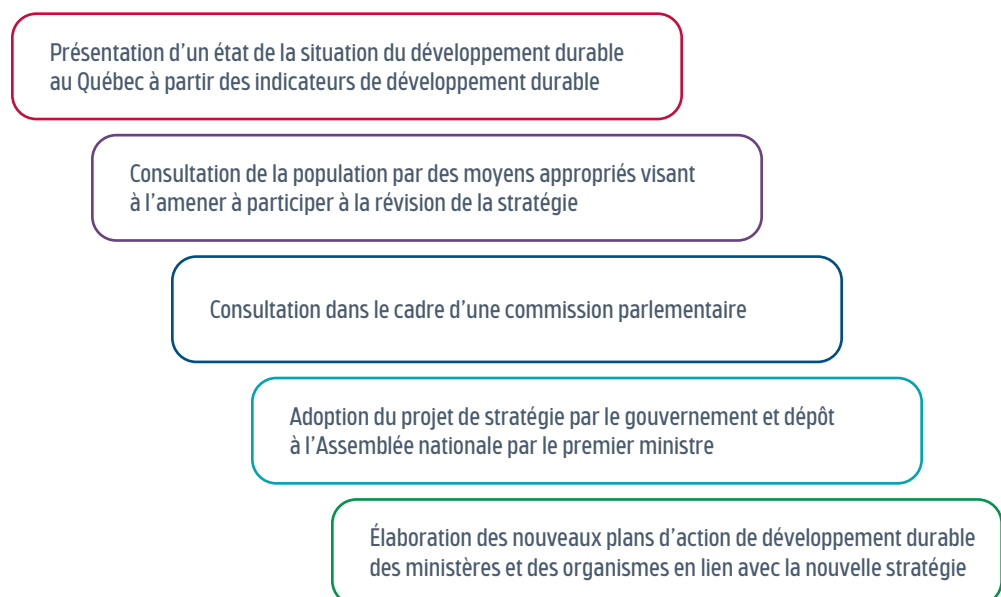 Présentation d’un état de la situation du développement durable
au Québec à partir des indicateurs de développement durable
Consultation de la population par des moyens appropriés visant
à l’amener à participer à la révision de la stratégie
Consultation dans le cadre d’une commission parlementaire
Adoption du projet de stratégie par le gouvernement et dépôt
à l’Assemblée nationale par le premier ministre
Élaboration des nouveaux plans d’action de développement durable
des ministères et des organismes en lien avec la nouvelle stratégie